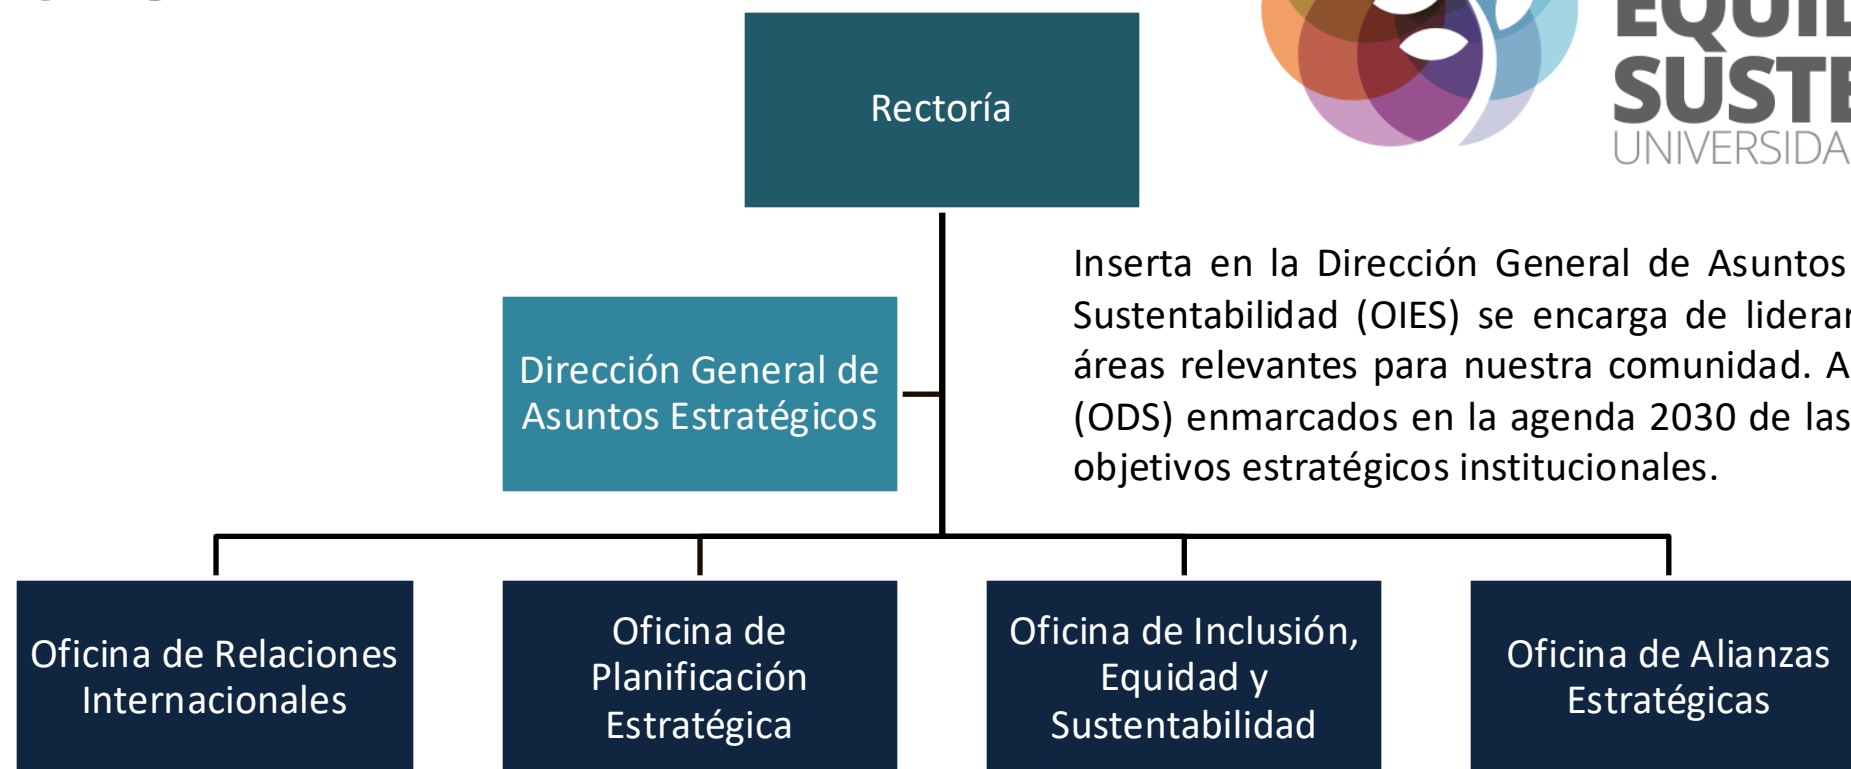 Rectoría
SUSTE
UNIVERSIDA
Inserta en la Dirección General de Asuntos
Sustentabilidad (OIES) se encarga de liderar
áreas relevantes para nuestra comunidad. A
(ODS) enmarcados en la agenda 2030 de las
objetivos estratégicos institucionales.
Dirección General de
Asuntos Estratégicos
Oficina de Relaciones
Internacionales
Oficina de
Planificación
Estratégica
Oficina de Inclusión,
Equidad y
Sustentabilidad
Oficina de Alianzas
Estratégicas